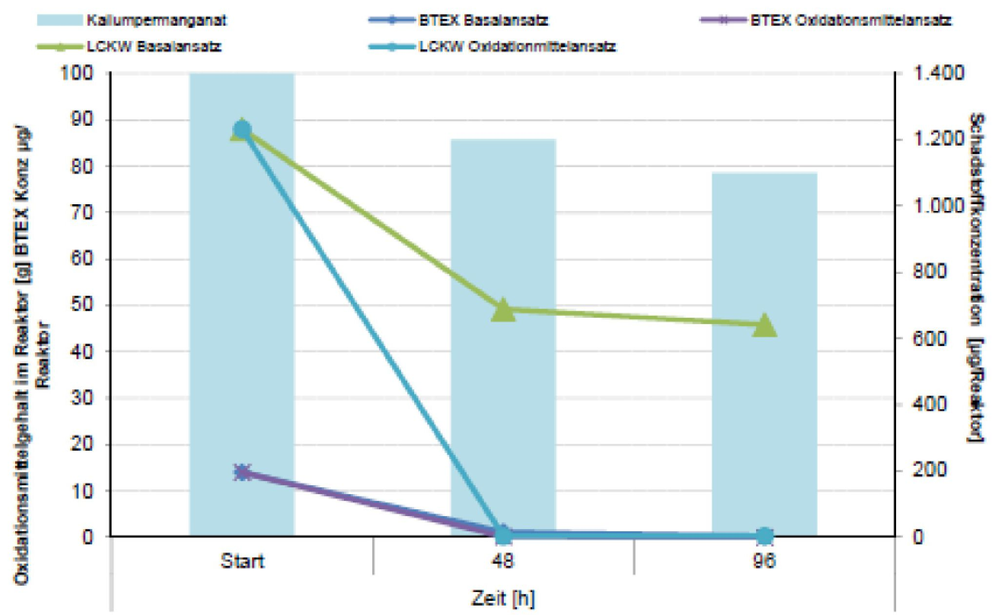 Kaliumpermanganat
BTEX Basalansatz
BTEX Oxidationsmittelansatz
LCKW Basalansatz
LCKW Oxidationmittelansatz
Oxidationsmittelgehalt im Reaktor [g] BTEX Konz µg/
Reaktor
100
90
80
70
60
50
40
30
20
10
0
1.400
1.200
1.000
800
600
400
200
0
Schadstoffkonzentration [µg/Reaktor]
Start
48
96
Zeit [h]